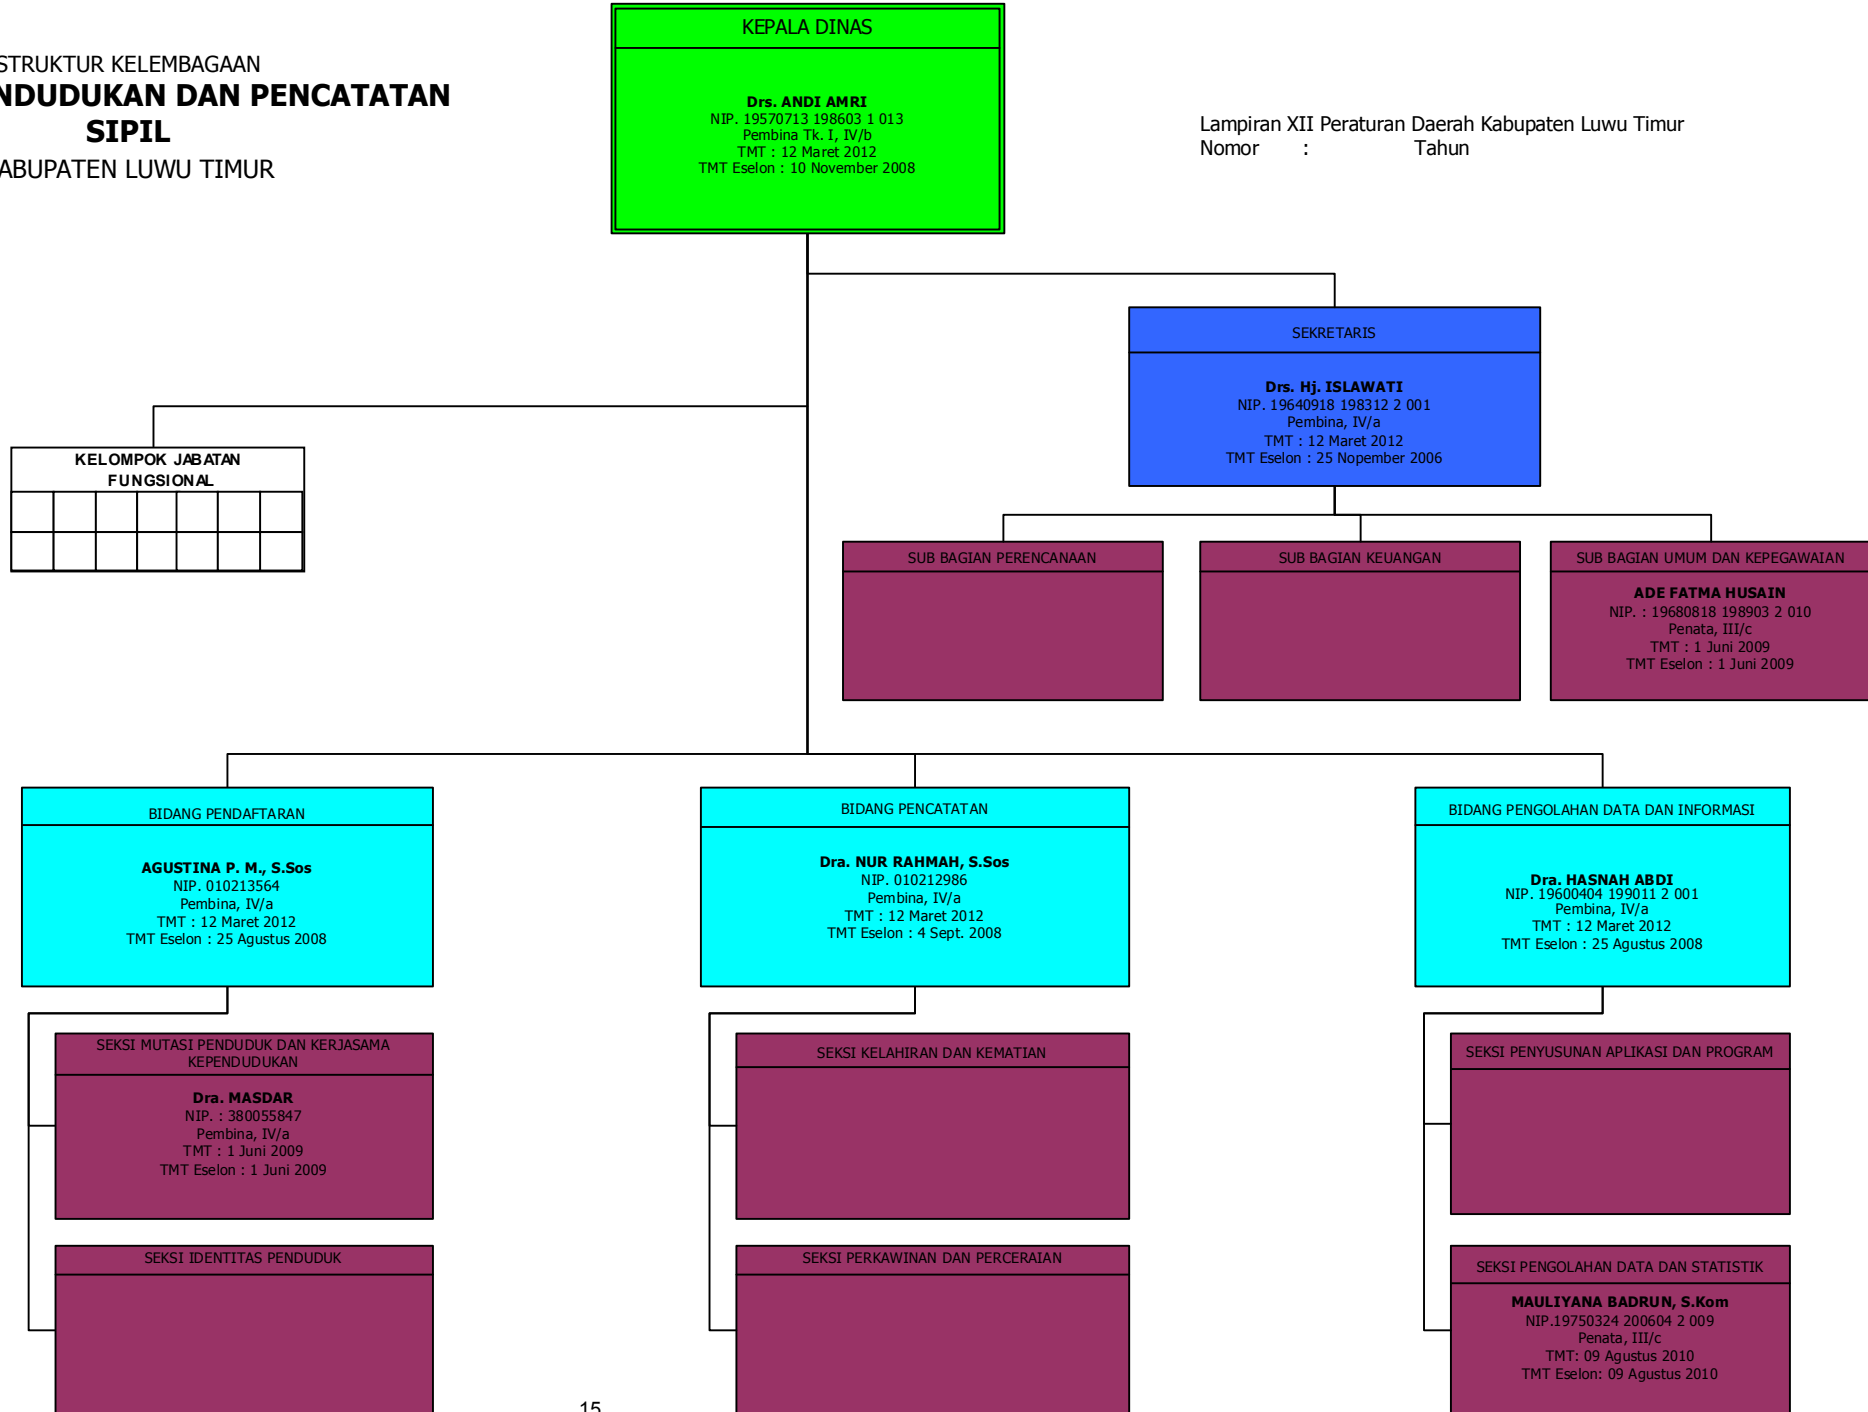 STRUKTUR KELEMBAGAAN
NDUDUKAN DAN PENCATATAN
SIPIL
ABUPATEN LUWU TIMUR
KEPALA DINAS
Drs. ANDI AMRI
NIP. 19570713 198603 1 013
Pembina Tk. I, IV/b
TMT : 12 Maret 2012
TMT Eselon : 10 November 2008
Lampiran XII Peraturan Daerah Kabupaten Luwu Timur
Nomor : Tahun
SEKRETARIS
Drs. Hj. ISLAWATI
NIP. 19640918 198312 2 001
Pembina, IV/a
TMT : 12 Maret 2012
TMT Eselon : 25 Nopember 2006
KELOMPOK JABATAN
FUNGSIONAL
SUB BAGIAN PERENCANAAN
SUB BAGIAN KEUANGAN
SUB BAGIAN UMUM DAN KEPEGAWAIAN
ADE FATMA HUSAIN
NIP. : 19680818 198903 2 010
Penata, III/c
TMT : 1 Juni 2009
TMT Eselon : 1 Juni 2009
BIDANG PENDAFTARAN
AGUSTINA P. M., S.Sos
NIP. 010213564
Pembina, IV/a
TMT : 12 Maret 2012
TMT Eselon : 25 Agustus 2008
BIDANG PENCATATAN
Dra. NUR RAHMAH, S.Sos
NIP. 010212986
Pembina, IV/a
TMT : 12 Maret 2012
TMT Eselon : 4 Sept. 2008
BIDANG PENGOLAHAN DATA DAN INFORMASI
Dra. HASNAH ABDI
NIP. 19600404 199011 2 001
Pembina, IV/a
TMT : 12 Maret 2012
TMT Eselon : 25 Agustus 2008
SEKSI MUTASI PENDUDUK DAN KERJASAMA
KEPENDUDUKAN
Dra. MASDAR
NIP. : 380055847
Pembina, IV/a
TMT : 1 Juni 2009
TMT Eselon : 1 Juni 2009
SEKSI KELAHIRAN DAN KEMATIAN
SEKSI PENYUSUNAN APLIKASI DAN PROGRAM
SEKSI IDENTITAS PENDUDUK
SEKSI PERKAWINAN DAN PERCERAIAN
SEKSI PENGOLAHAN DATA DAN STATISTIK
MAULIYANA BADRUN, S.Kom
NIP.19750324 200604 2 009
Penata, III/c
TMT: 09 Agustus 2010
TMT Eselon: 09 Agustus 2010
15